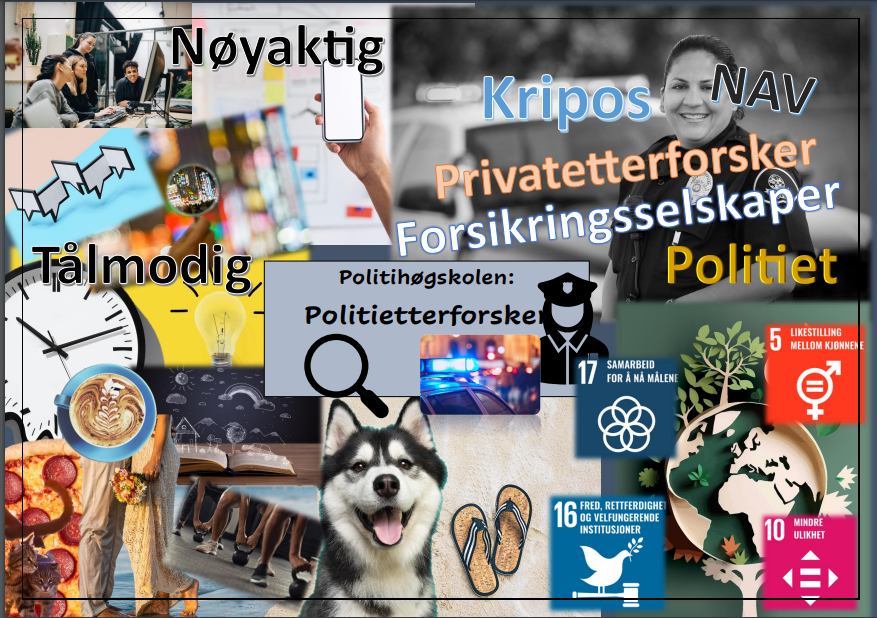 Nøyaktig
Kripos
NAV
Privatetterforsker
Forsikringsselskaper
Politiet
Tålmodig
Politihøgskolen:
Politietterforsker
5 LIKESTILLING
MELLOM KJØNNENE
17 SAMARBEID
FOR Å NÅ MÅLENE
16 FRED, RETTFERDIGHET
OG VELFUNGERENDE
INSTITUSJONER
10 MINDRE
ULIKHET